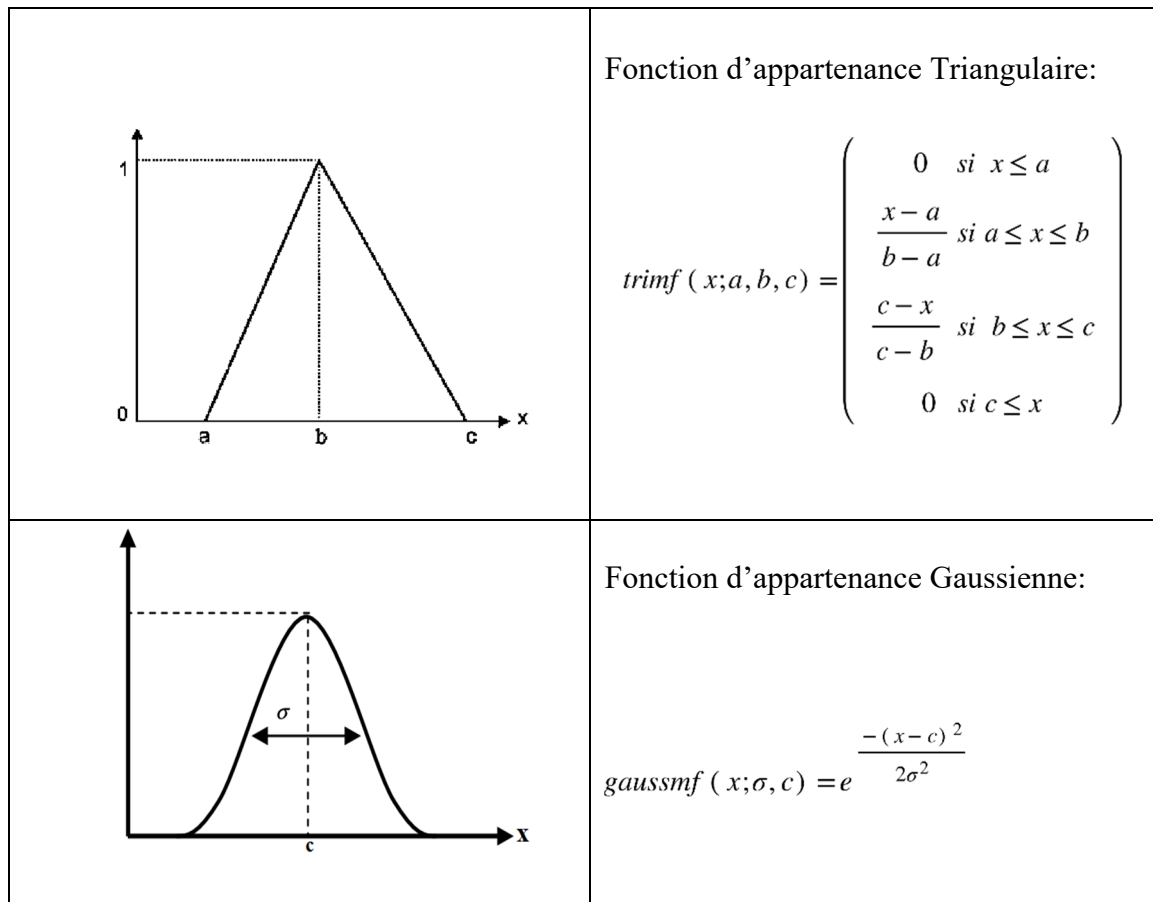 Fonction d'appartenance Triangulaire:
1
0
a
b
c
x
trimf ( x;a, b, c) =
0 si x ≤ a
x − a
b − a
si a ≤ x ≤ b
c − x
c − b
si b ≤ x ≤ c
0 si c ≤ x
Fonction d'appartenance Gaussienne:
σ
c
x
gaussmf ( x;σ, c) = e
−( x− c) 2
2σ2